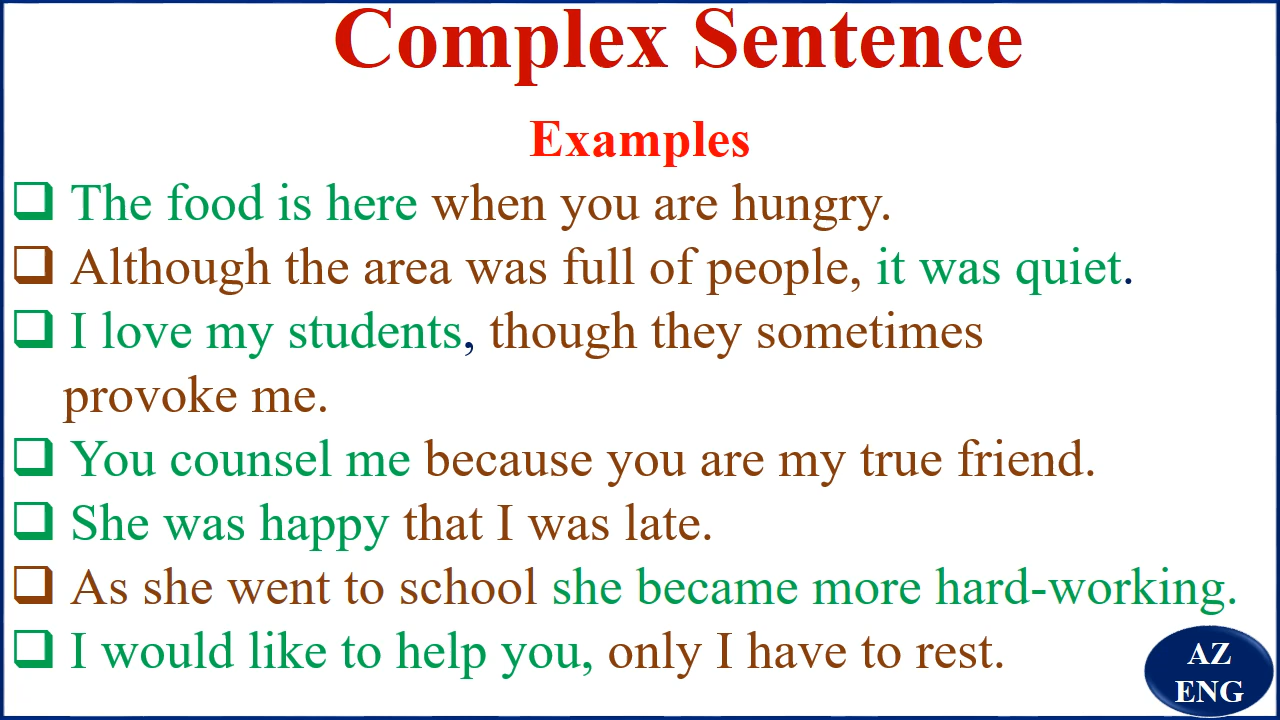 Complex Sentence
Examples
❑ The food is here when you are hungry.
❑ Although the area was full of people, it was quiet.
❑ I love my students, though they sometimes
provoke me.
❑ You counsel me because you are my true friend.
❑ She was happy that I was late.
❑ As she went to school she became more hard-working.
❑ I would like to help you, only I have to rest.
AZ
ENG